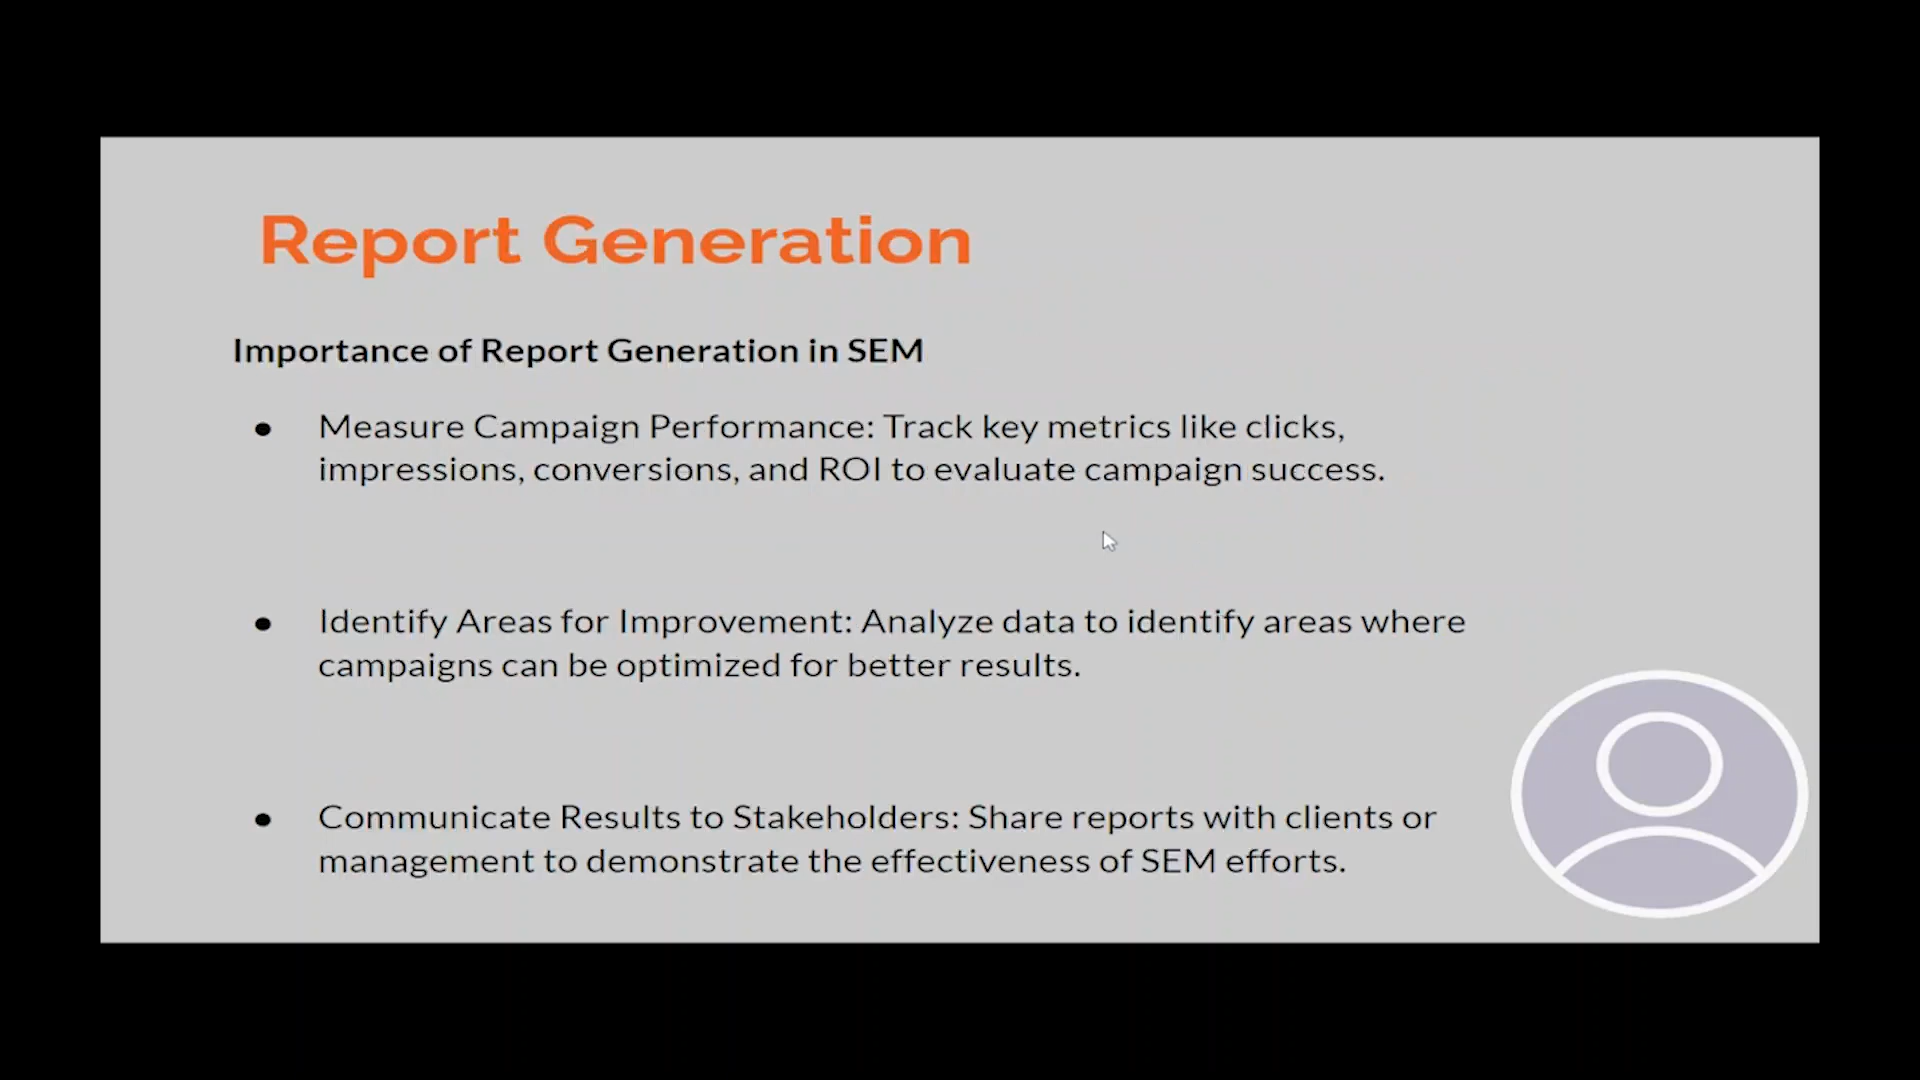 Report Generation
Importance of Report Generation in SEM
● Measure Campaign Performance: Track key metrics like clicks,
impressions, conversions, and ROI to evaluate campaign success.
● Identify Areas for Improvement: Analyze data to identify areas where
campaigns can be optimized for better results.
● Communicate Results to Stakeholders: Share reports with clients or
management to demonstrate the effectiveness of SEM efforts.